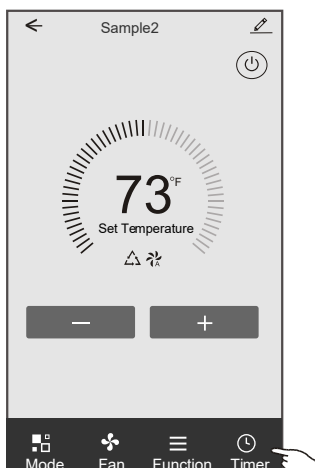 Sample2
73°F
Set Temperature
A
Mode Fan Function Timer